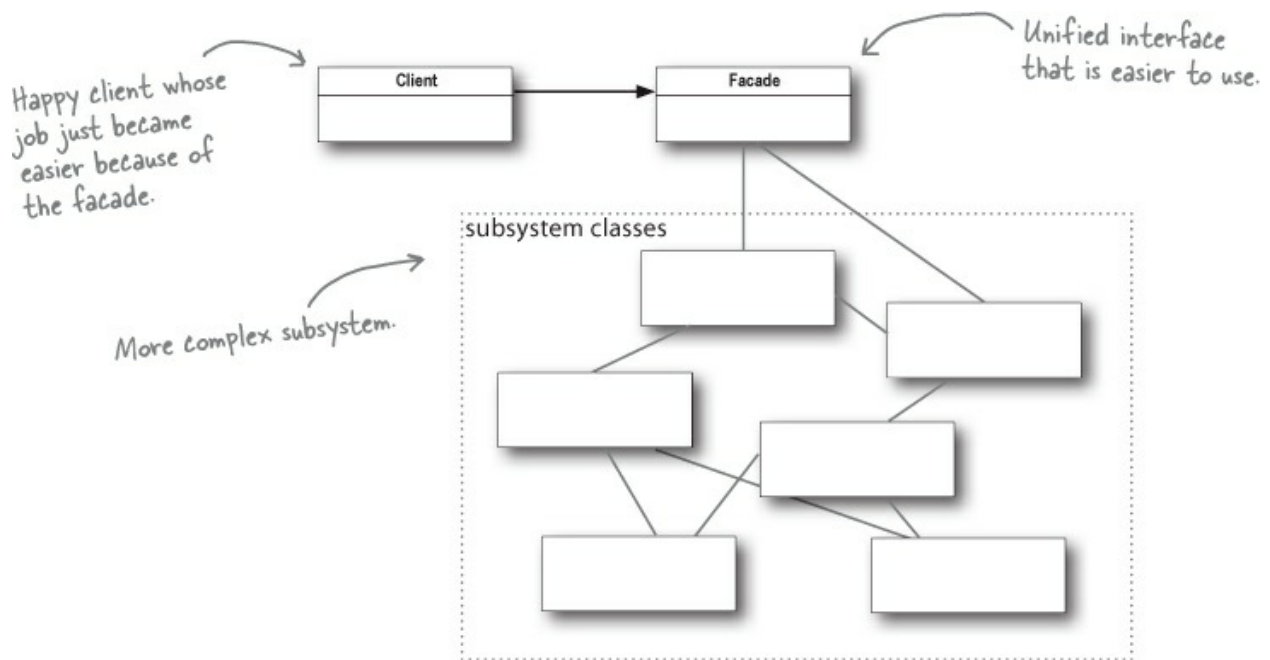 Unified interface
that is easier to use.
Client
Facade
Happy client whose
job just became
easier because of
the facade.
subsystem classes
More complex subsystem.